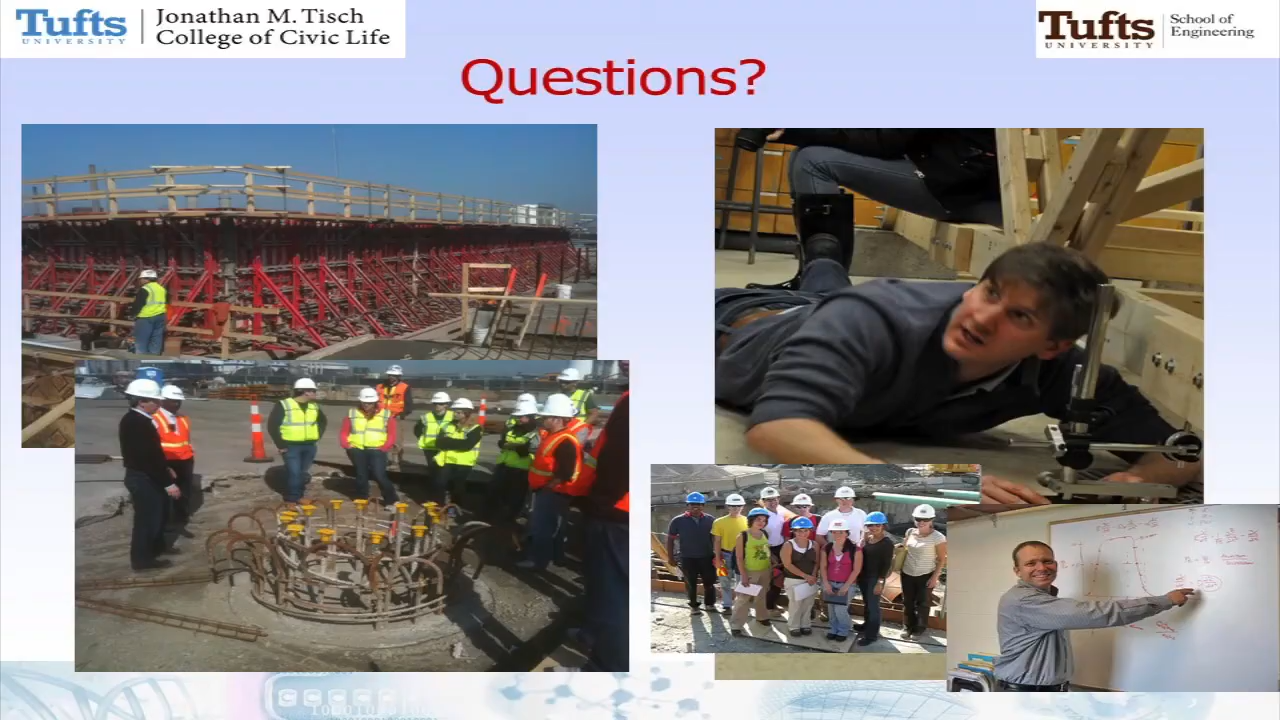 Tufts
UNIVERSITY
Jonathan M. Tisch
College of Civic Life
Tufts
UNIVERSITY
School of
Engineering
Questions?